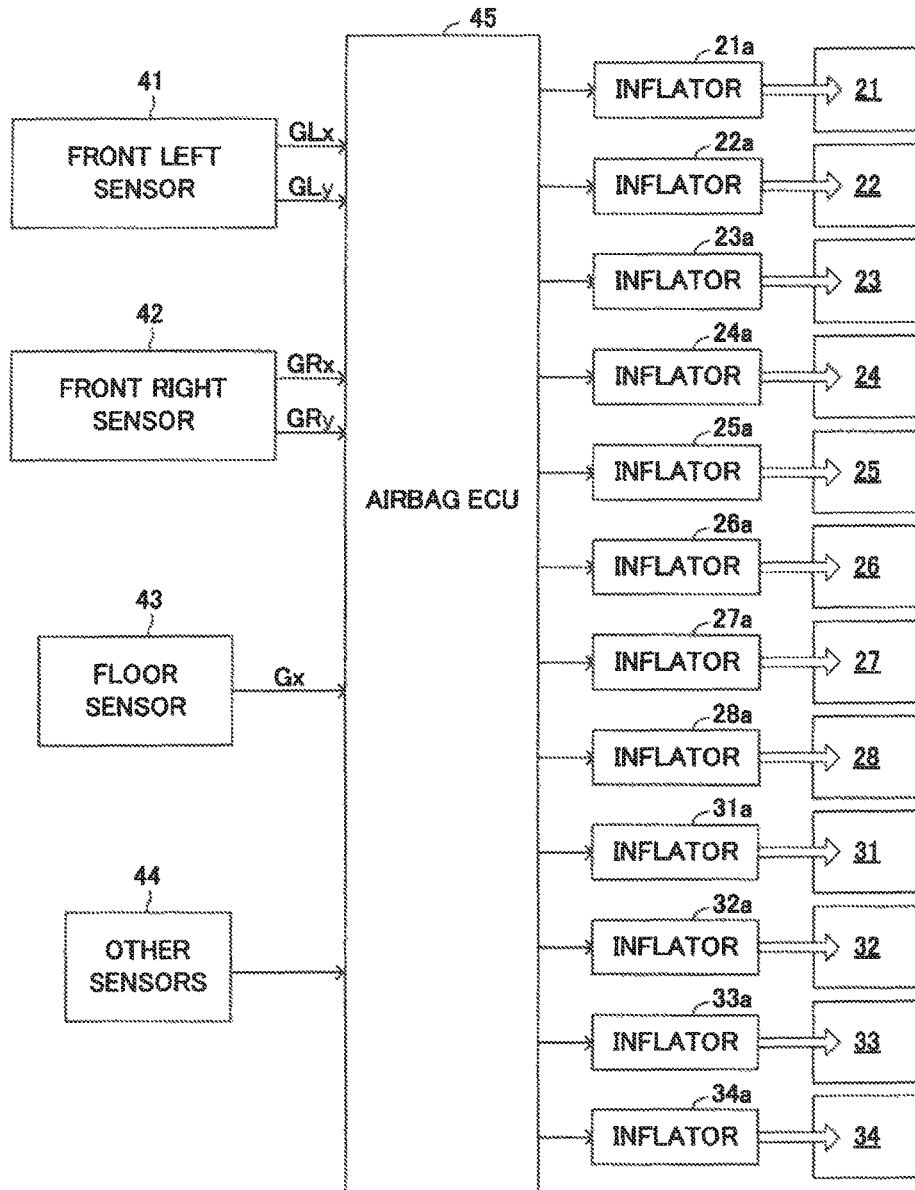 45
41
FRONT LEFT
SENSOR
GLx
GLy
42
FRONT RIGHT
SENSOR
GRx
GRy
43
FLOOR
SENSOR
Gx
44
OTHER
SENSORS
AIRBAG ECU
21a
INFLATOR
21
22a
INFLATOR
22
23a
INFLATOR
23
24a
INFLATOR
24
25a
INFLATOR
25
26a
INFLATOR
26
27a
INFLATOR
27
28a
INFLATOR
28
31a
INFLATOR
31
32a
INFLATOR
32
33a
INFLATOR
33
34a
INFLATOR
34